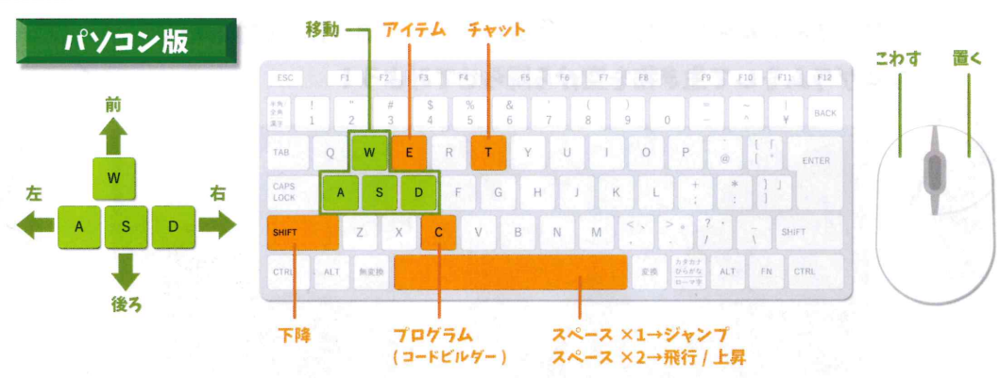 パソコン版
前
W
左
右
A S D
後ろ
移動
アイテム
チャット
ESC F1 F2 F3 F4 F5 F6 F7 F8 F9 F10 F11 F12
半角
全角
漢字
! " # $ % & ' ( ) = ~ |
1 2 3 4 5 6 7 8 9 0 - ^ ¥ BACK
TAB Q W E R T Y U I O P ` @ { [ 「 ° ENTER
CAPS
LOCK
A S D F G H J K L + ; * : } ] 」
SHIFT Z X C V B N M < 、 > 。 ? ・ / _ \ SHIFT
CTRL ALT 無変換 変換 カタカナ
ひらがな
ローマ字
ALT FN CTRL
下降
プログラム
(コードビルダー)
スペース ×1→ジャンプ
スペース ×2→飛行 / 上昇
こわす
置く